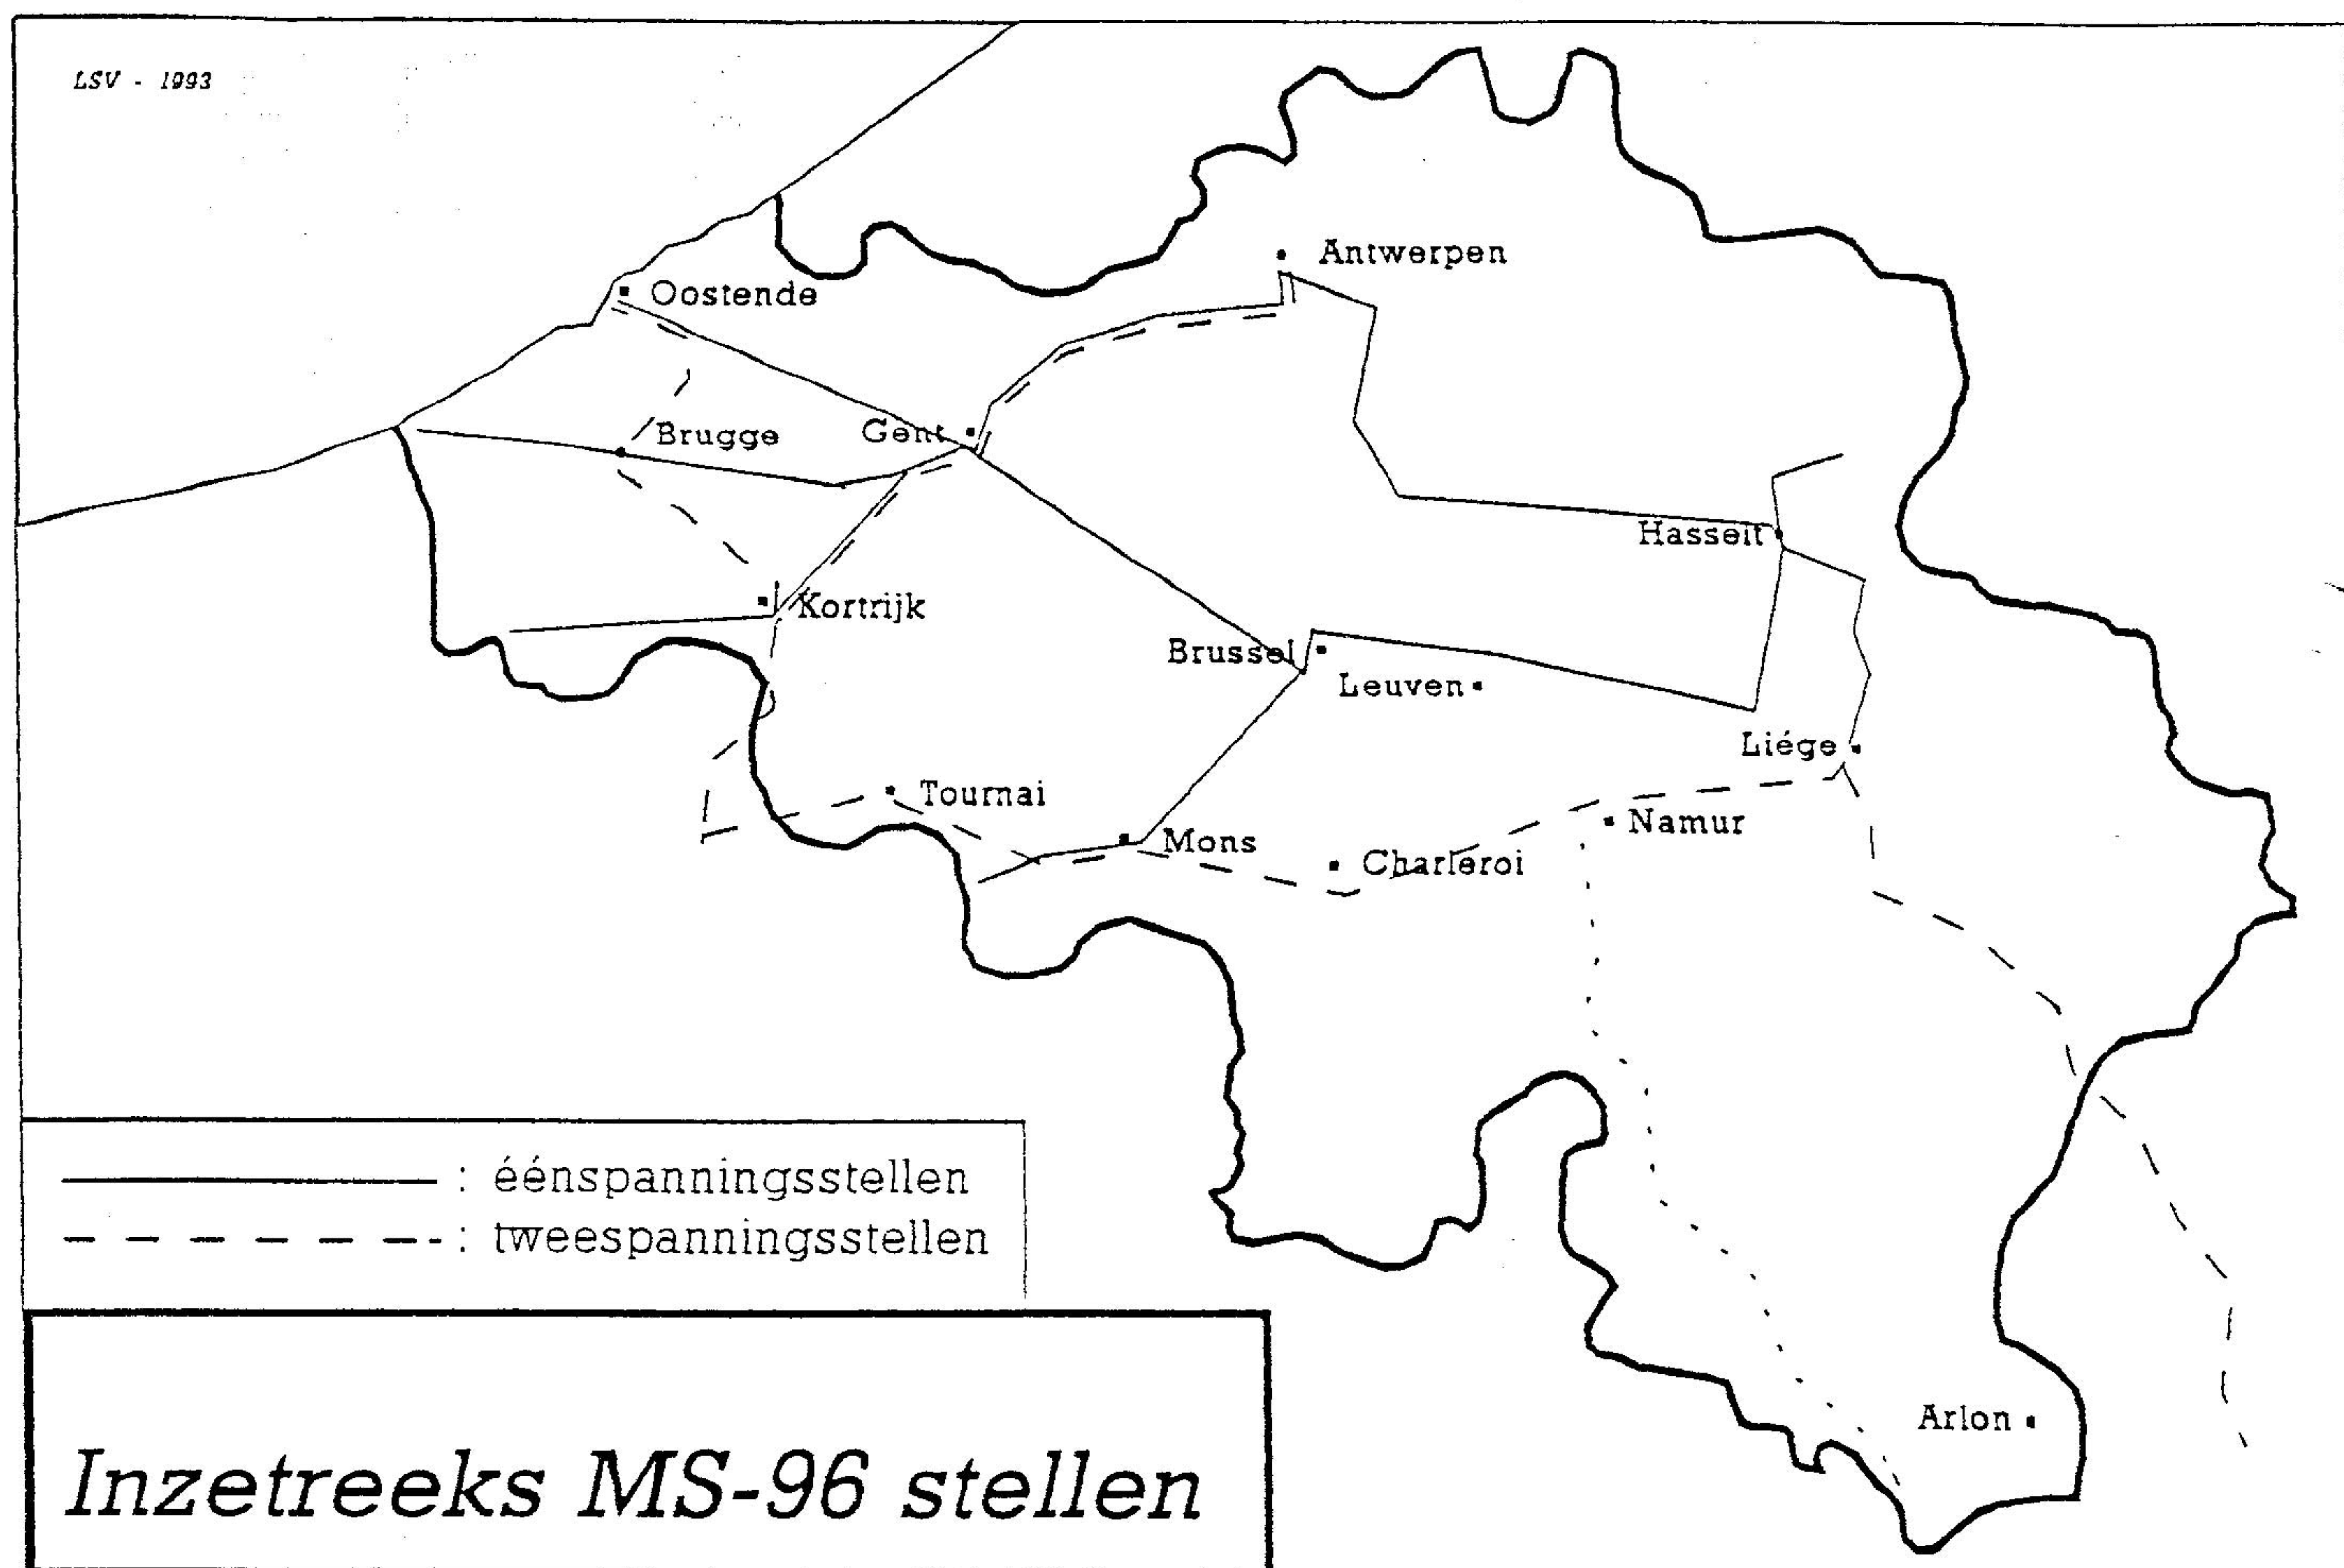 LSV - 1993
Antwerpen
Oostende
Brugge
Gent
Hasselt
Kortrijk
Brussel
Leuven
Liége
Tournai
Namur
Mons
Charleroi
Arlon
: éénspanningsstellen
: tweespanningsstellen
Inzetreeks MS-96 stellen